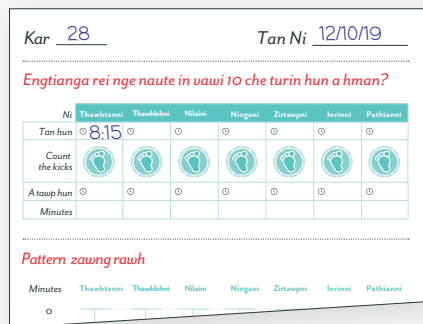 Kar 28 Tan Ni 12/10/19
Engtianga rei nge naute in vawi 10 che turin hun a hman?
Ni Thawhtanni Thawhlehni Nilaini Ningani Zirtawpni Inrinni Pathianni
Tan hun 8:15
Count
the kicks
A tawp hun
Minutes
Pattern zawng rawh
Minutes Thawhtanni Thawhlehni Nilaini Ningani Zirtawpni Inrinni Pathianni
0